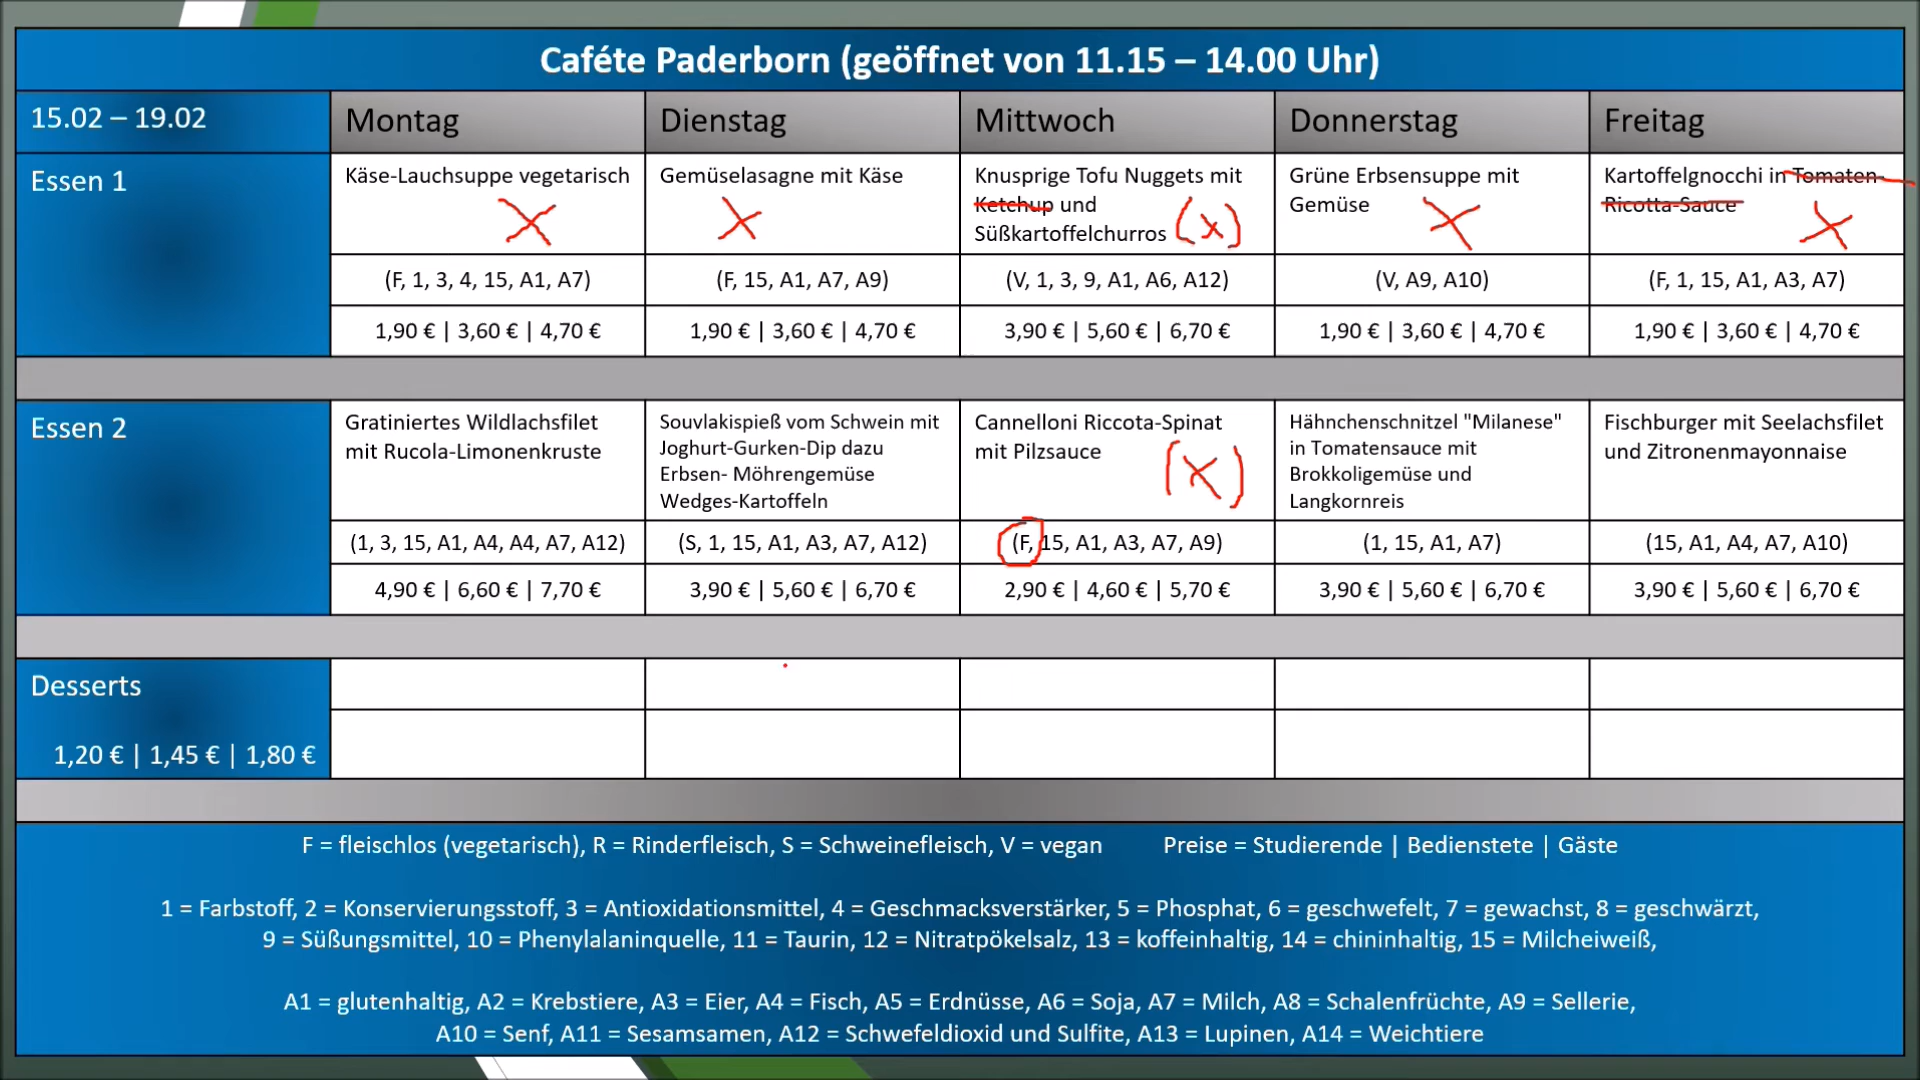 Caféte Paderborn (geöffnet von 11.15 – 14.00 Uhr)
15.02 – 19.02
Montag
Dienstag
Mittwoch
Donnerstag
Freitag
Essen 1
Käse-Lauchsuppe vegetarisch
Gemüselasagne mit Käse
Knusprige Tofu Nuggets mit
Ketchup und
Süßkartoffelchurros
(x)
Grüne Erbsensuppe mit
Gemüse
Kartoffelgnocchi in Tomaten-
Ricotta-Sauce
X
X
X
X
(F, 1, 3, 4, 15, A1, A7)
(F, 15, A1, A7, A9)
(V, 1, 3, 9, A1, A6, A12)
(V, A9, A10)
(F, 1, 15, A1, A3, A7)
1,90 € | 3,60 € | 4,70 €
1,90 € | 3,60 € | 4,70 €
3,90 € | 5,60 € | 6,70 €
1,90 € | 3,60 € | 4,70 €
1,90 € | 3,60 € | 4,70 €
Essen 2
Gratiniertes Wildlachsfilet
mit Rucola-Limonenkruste
Souvlakispieß vom Schwein mit
Joghurt-Gurken-Dip dazu
Erbsen- Möhrengemüse
Wedges-Kartoffeln
Cannelloni Riccota-Spinat
mit Pilzsauce
(X)
Hähnchenschnitzel "Milanese"
in Tomatensauce mit
Brokkoligemüse und
Langkornreis
Fischburger mit Seelachsfilet
und Zitronenmayonnaise
(1, 3, 15, A1, A4, A4, A7, A12)
(S, 1, 15, A1, A3, A7, A12)
(F, 15, A1, A3, A7, A9)
(1, 15, A1, A7)
(15, A1, A4, A7, A10)
4,90 € | 6,60 € | 7,70 €
3,90 € | 5,60 € | 6,70 €
2,90 € | 4,60 € | 5,70 €
3,90 € | 5,60 € | 6,70 €
3,90 € | 5,60 € | 6,70 €
Desserts
1,20 € | 1,45 € | 1,80 €
F = fleischlos (vegetarisch), R = Rinderfleisch, S = Schweinefleisch, V = vegan Preise = Studierende | Bedienstete | Gäste
1 = Farbstoff, 2 = Konservierungsstoff, 3 = Antioxidationsmittel, 4 = Geschmacksverstärker, 5 = Phosphat, 6 = geschwefelt, 7 = gewachst, 8 = geschwärzt,
9 = Süßungsmittel, 10 = Phenylalaninquelle, 11 = Taurin, 12 = Nitratpökelsalz, 13 = koffeinhaltig, 14 = chininhaltig, 15 = Milcheiweiß,
A1 = glutenhaltig, A2 = Krebstiere, A3 = Eier, A4 = Fisch, A5 = Erdnüsse, A6 = Soja, A7 = Milch, A8 = Schalenfrüchte, A9 = Sellerie,
A10 = Senf, A11 = Sesamsamen, A12 = Schwefeldioxid und Sulfite, A13 = Lupinen, A14 = Weichtiere